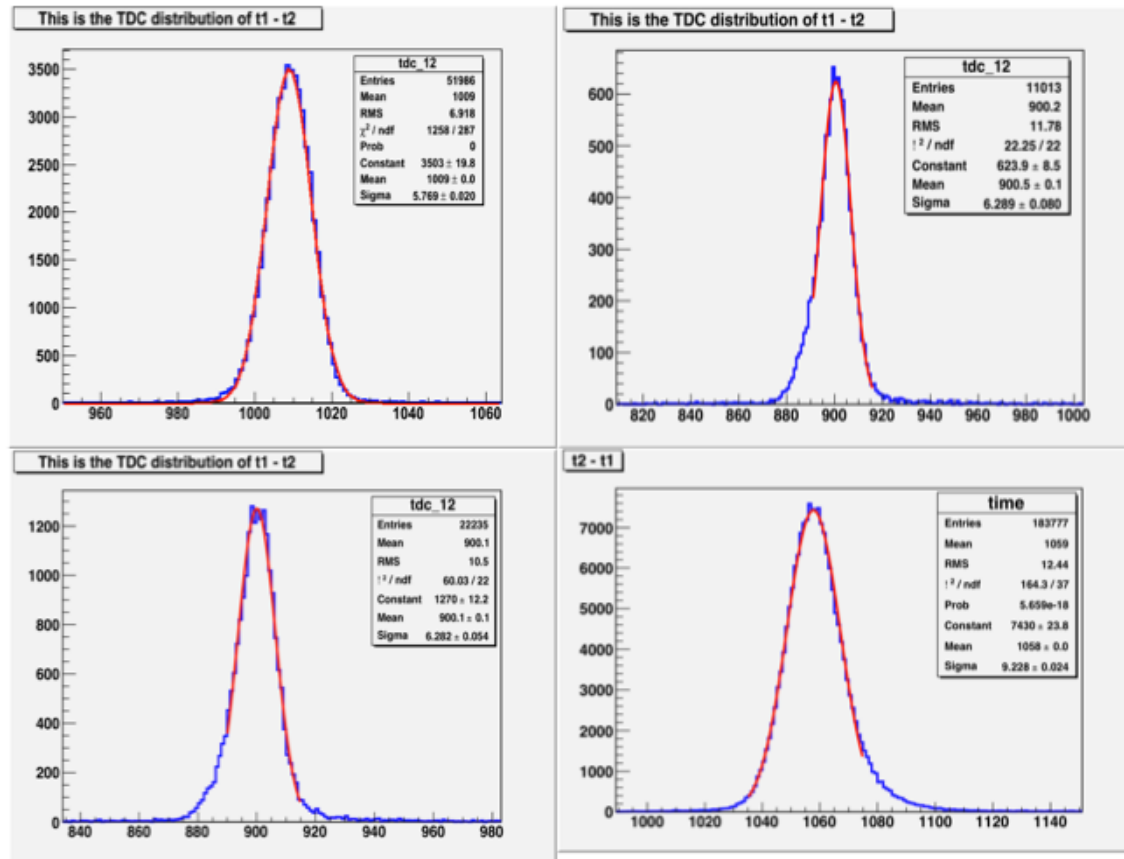 This is the TDC distribution of t1 - t2
tdc_12
Entries 51986
Mean 1009
RMS 6.918
χ² / ndf 1258 / 287
Prob 0
Constant 3503 ± 19.8
Mean 1009 ± 0.0
Sigma 5.769 ± 0.020
3500
3000
2500
2000
1500
1000
500
0
960 980 1000 1020 1040 1060
This is the TDC distribution of t1 - t2
tdc_12
Entries 11013
Mean 900.2
RMS 11.78
! ² / ndf 22.25 / 22
Constant 623.9 ± 8.5
Mean 900.5 ± 0.1
Sigma 6.289 ± 0.080
600
500
400
300
200
100
0
820 840 860 880 900 920 940 960 980 1000
This is the TDC distribution of t1 - t2
tdc_12
Entries 22235
Mean 900.1
RMS 10.5
! ² / ndf 60.03 / 22
Constant 1270 ± 12.2
Mean 900.1 ± 0.1
Sigma 6.282 ± 0.054
1200
1000
800
600
400
200
0
840 860 880 900 920 940 960 980
t2 - t1
time
Entries 183777
Mean 1059
RMS 12.44
! ² / ndf 164.3 / 37
Prob 5.659e-18
Constant 7430 ± 23.8
Mean 1058 ± 0.0
Sigma 9.228 ± 0.024
7000
6000
5000
4000
3000
2000
1000
0
1000 1020 1040 1060 1080 1100 1120 1140